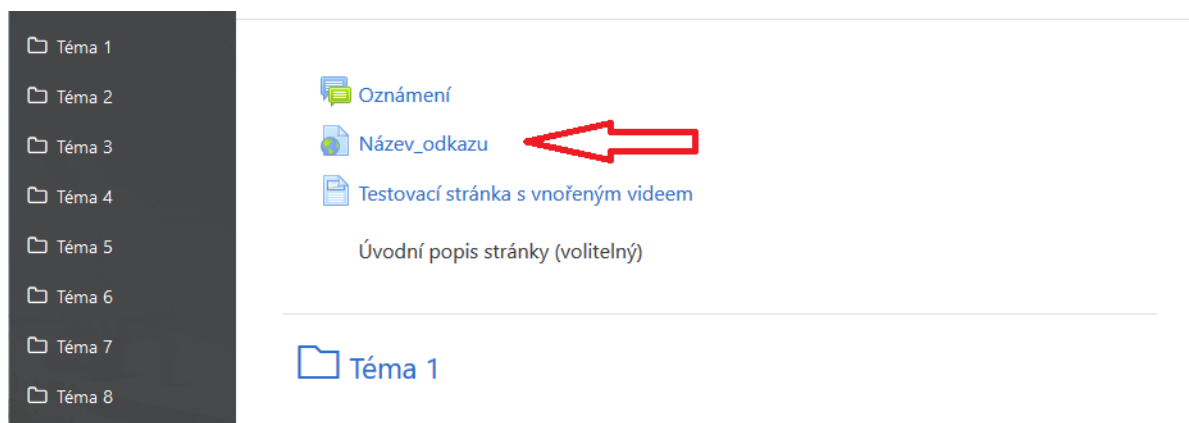 Téma 1
Téma 2
Téma 3
Téma 4
Téma 5
Téma 6
Téma 7
Téma 8
Oznámení
Název_odkazu
Testovací stránka s vnořeným videem
Úvodní popis stránky (volitelný)
Téma 1